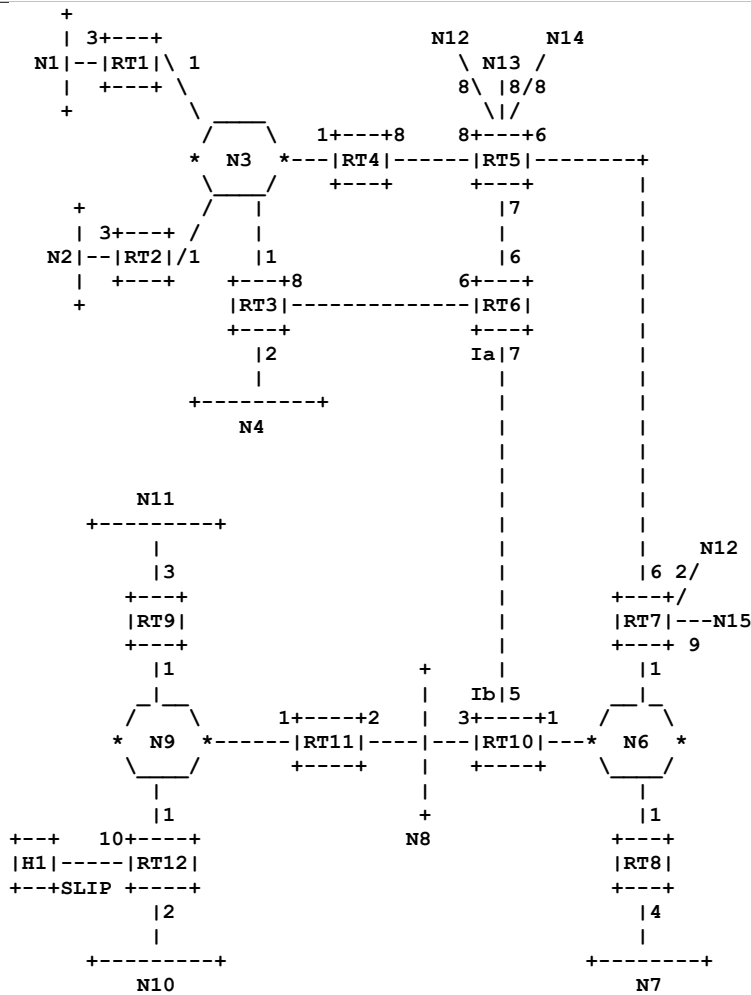 +
| 3+---+ N12 N14
N1|--|RT1|\ 1 \ N13 /
| +---+ \ 8\ |8/8
+ \ ____ \|/
/ \ 1+---+8 8+---+6
* N3 *---|RT4|------|RT5|--------+
\____/ +---+ +---+ |
+ / | |7 |
| 3+---+ / | | |
N2|--|RT2|/1 |1 |6 |
| +---+ +---+8 6+---+ |
+ |RT3|--------------|RT6| |
+---+ +---+ |
|2 Ia|7 |
| | |
+---------+ | |
N4 | |
| |
| |
N11 | |
+---------+ | |
| | | N12
|3 | |6 2/
+---+ | +---+/
|RT9| | |RT7|---N15
+---+ | +---+ 9
|1 + | |1
_|__ | Ib|5 __|_
/ \ 1+----+2 | 3+----+1 / \
* N9 *------|RT11|----|---|RT10|---* N6 *
\____/ +----+ | +----+ \____/
| | |
|1 + |1
+--+ 10+----+ N8 +---+
|H1|-----|RT12| |RT8|
+--+SLIP +----+ +---+
|2 |4
| |
+---------+ +--------+
N10 N7